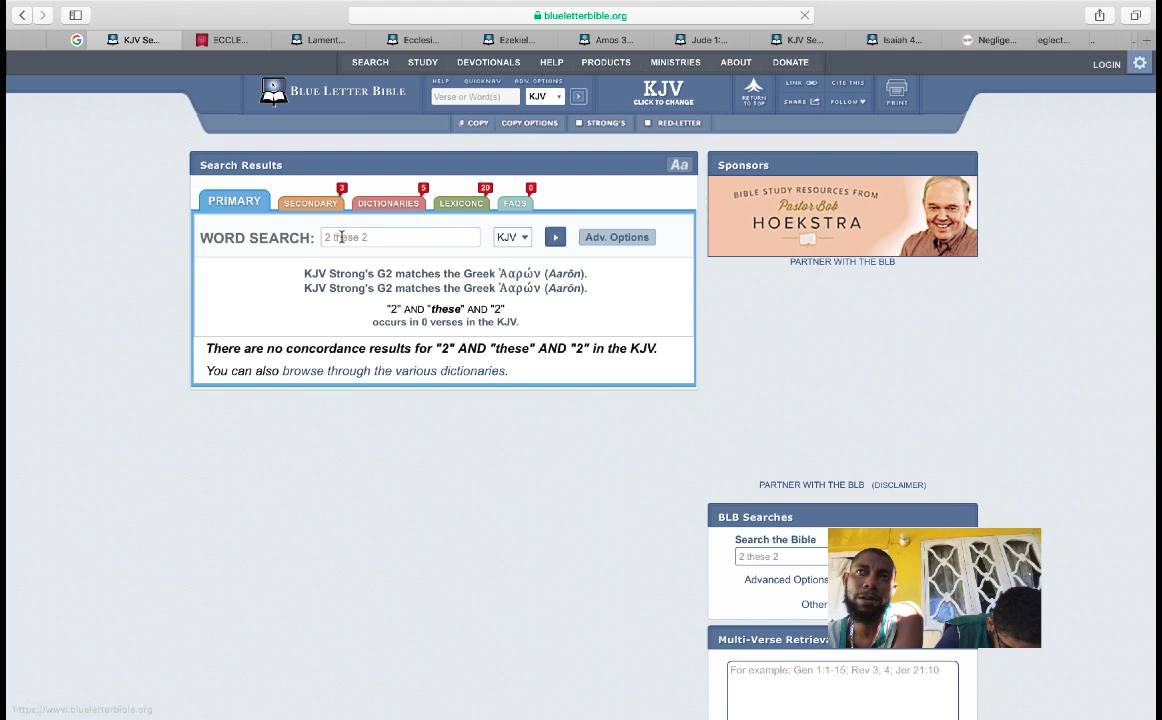 blueletterbible.org
KJV Se... ECCLE... Lament... Ecclesi... Ezekiel... Amos 3... Jude 1:... KJV Se... Isaiah 4... Neglige... eglect...
SEARCH STUDY DEVOTIONALS HELP PRODUCTS MINISTRIES ABOUT DONATE LOGIN
BLUE LETTER BIBLE
HELP QUICKNAV ADV. OPTIONS
Verse or Word(s) KJV
KJV
CLICK TO CHANGE
RETURN TO TOP
LINK CITE THIS
SHARE FOLLOW
PRINT
COPY COPY OPTIONS STRONG'S RED-LETTER
Search Results Aa
3 5 20 0
PRIMARY SECONDARY DICTIONARIES LEXICONC FAQS
WORD SEARCH: 2 these 2 KJV Adv. Options
KJV Strong's G2 matches the Greek Ἀαρών (Aarōn).
KJV Strong's G2 matches the Greek Ἀαρών (Aarōn).
"2" AND "these" AND "2"
occurs in 0 verses in the KJV.
There are no concordance results for "2" AND "these" AND "2" in the KJV.
You can also browse through the various dictionaries.
Sponsors
BIBLE STUDY RESOURCES FROM
Pastor Bob
HOEKSTRA
PARTNER WITH THE BLB
PARTNER WITH THE BLB (DISCLAIMER)
BLB Searches
Search the Bible
2 these 2
Advanced Options
Other
Multi-Verse Retrieva
For example: Gen 1:1-15; Rev 3; 4; Jer 21:10
https://www.blueletterbible.org